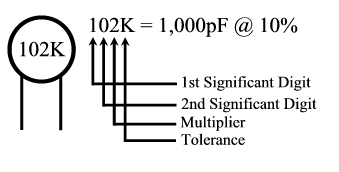 102K = 1,000pF @ 10%
102K
1st Significant Digit
2nd Significant Digit
Multiplier
Tolerance